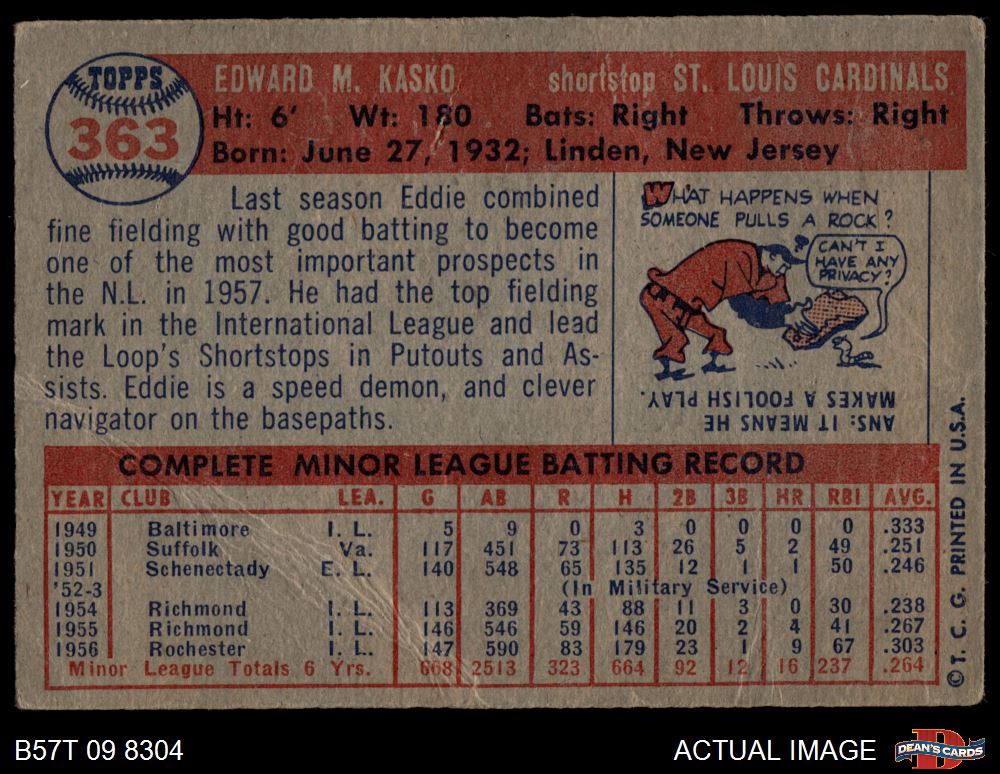 TOPPS
363
EDWARD M. KASKO shortstop ST. LOUIS CARDINALS
Ht: 6' Wt: 180 Bats: Right Throws: Right
Born: June 27, 1932; Linden, New Jersey
Last season Eddie combined
fine fielding with good batting to become
one of the most important prospects in
the N.L. in 1957. He had the top fielding
mark in the International League and lead
the Loop's Shortstops in Putouts and As-
sists. Eddie is a speed demon, and clever
navigator on the basepaths.
WHAT HAPPENS WHEN
SOMEONE PULLS A ROCK?
CAN'T I
HAVE ANY
PRIVACY?
ANS: IT MEANS HE
MAKES A FOOLISH PLAY.
COMPLETE MINOR LEAGUE BATTING RECORD
YEAR CLUB LEA. G AB R H 2B 3B HR RBI AVG.
1949 Baltimore I. L. 5 9 0 3 0 0 0 0 .333
1950 Suffolk Va. 117 451 73 113 26 5 2 49 .251
1951 Schenectady E. L. 140 548 65 135 12 1 1 50 .246
'52-3 (In Military Service)
1954 Richmond I. L. 113 369 43 88 11 3 0 30 .238
1955 Richmond I. L. 146 546 59 146 20 2 4 41 .267
1956 Rochester I. L. 147 590 83 179 23 1 9 67 .303
Minor League Totals 6 Yrs. 668 2513 323 664 92 12 16 237 .264
©T. C. G. PRINTED IN U.S.A.
B57T 09 8304
ACTUAL IMAGE
DEAN'S CARDS